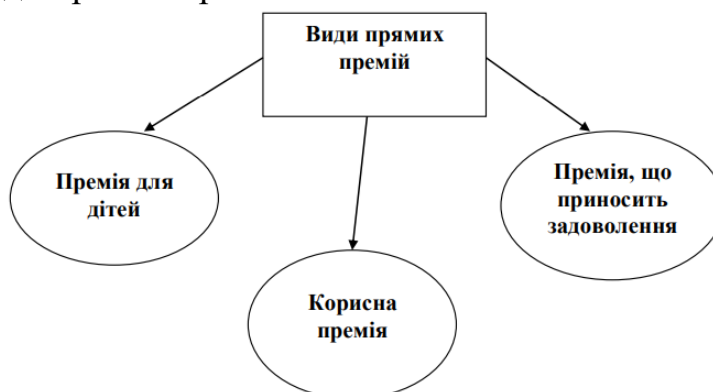 Види прямих
премій
Премія для
дітей
Премія, що
приносить
задоволення
Корисна
премія